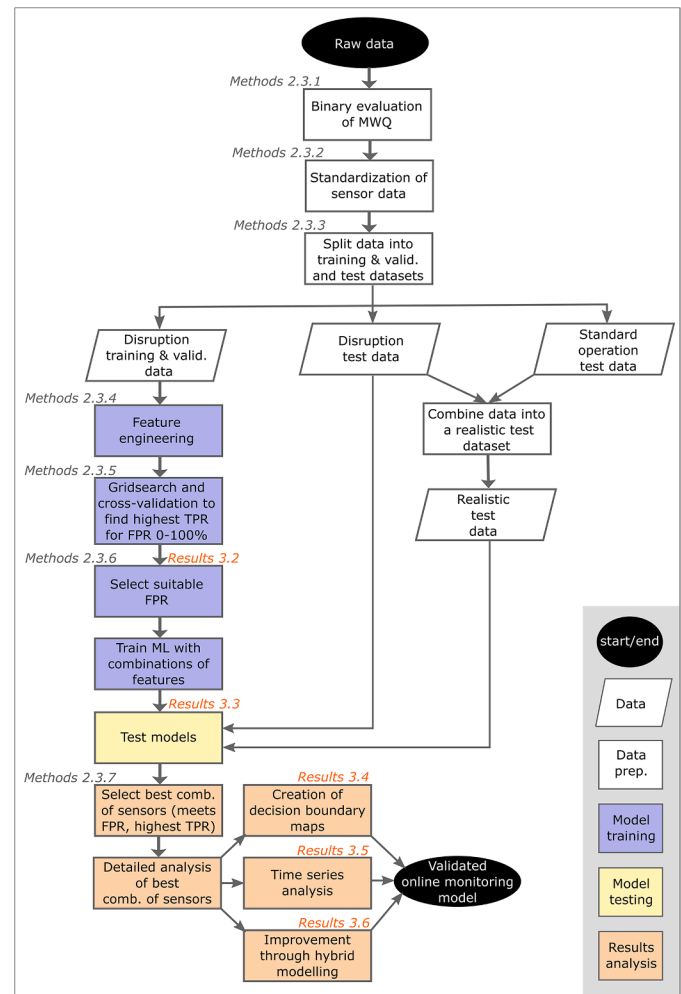 Raw data
Methods 2.3.1
Binary evaluation
of MWQ
Methods 2.3.2
Standardization of
sensor data
Methods 2.3.3
Split data into
training & valid.
and test datasets
Disruption
training & valid.
data
Disruption
test data
Standard
operation
test data
Methods 2.3.4
Feature
engineering
Combine data into
a realistic test
dataset
Methods 2.3.5
Gridsearch and
cross-validation to
find highest TPR
for FPR 0-100%
Realistic
test
data
Methods 2.3.6
Results 3.2
Select suitable
FPR
Train ML with
combinations of
features
Results 3.3
Test models
Methods 2.3.7
Select best comb.
of sensors (meets
FPR, highest TPR)
Detailed analysis
of best
comb. of sensors
Results 3.4
Creation of
decision boundary
maps
Results 3.5
Time series
analysis
Results 3.6
Improvement
through hybrid
modelling
Validated
online monitoring
model
start/end
Data
Data
prep.
Model
training
Model
testing
Results
analysis